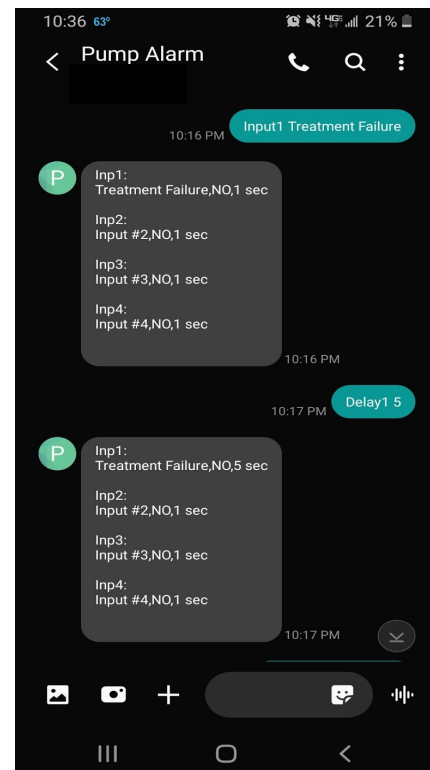 10:36 63° 4G 21%
Pump Alarm
Input1 Treatment Failure
10:16 PM
P
Inp1:
Treatment Failure,NO,1 sec
Inp2:
Input #2,NO,1 sec
Inp3:
Input #3,NO,1 sec
Inp4:
Input #4,NO,1 sec
10:16 PM
Delay1 5
10:17 PM
P
Inp1:
Treatment Failure,NO,5 sec
Inp2:
Input #2,NO,1 sec
Inp3:
Input #3,NO,1 sec
Inp4:
Input #4,NO,1 sec
10:17 PM